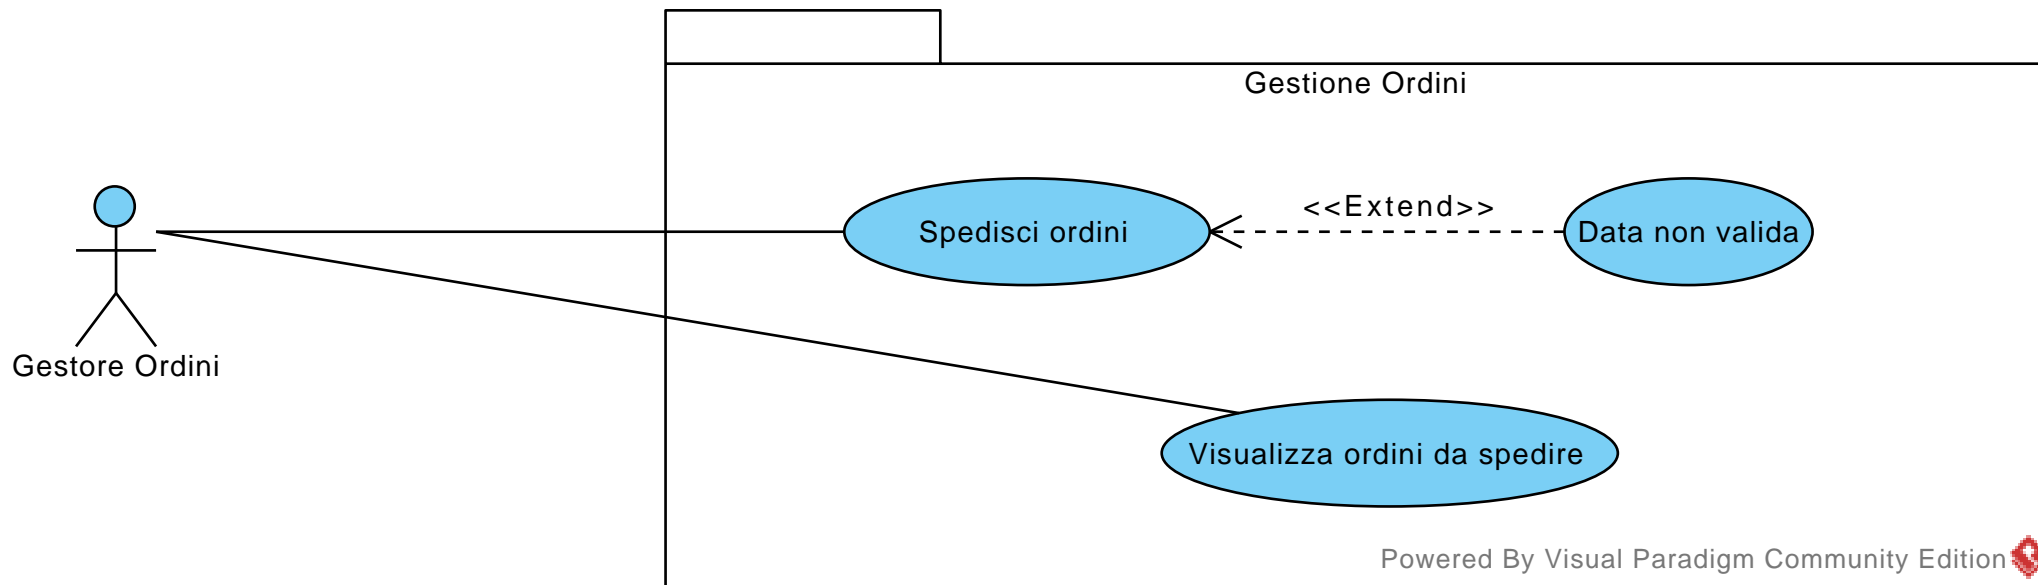 Gestione Ordini
Spedisci ordini
<<Extend>>
Data non valida
Gestore Ordini
Visualizza ordini da spedire
Powered By Visual Paradigm Community Edition